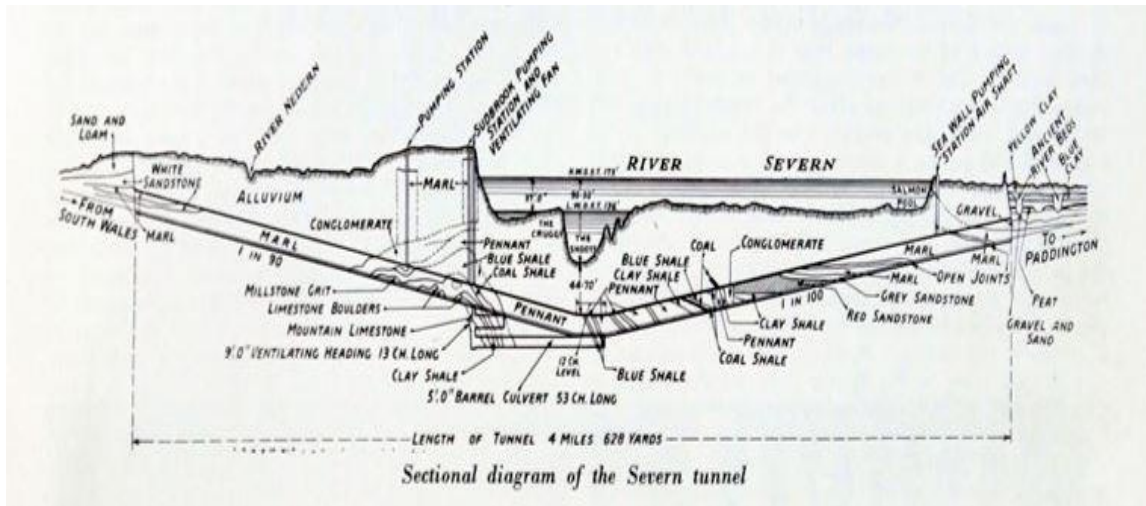 SAND AND
LOAM
RIVER NEDERN
PUMPING STATION
SUDBROOK PUMPING
STATION AND
VENTILATING FAN
SEA WALL PUMPING
STATION AIR SHAFT
YELLOW CLAY
ANCIENT
RIVER BEDS
BLUE
CLAY
WHITE
SANDSTONE
ALLUVIUM
MARL
RIVER SEVERN
SALMON
POOL
GRAVEL
FROM
SOUTH WALES
MARL
MARL
1 IN 90
CONGLOMERATE
THE
THE
SHOOTS
PENNANT
BLUE SHALE
COAL SHALE
BLUE SHALE
CLAY SHALE
PENNANT
COAL
CONGLOMERATE
MARL
MARL
MARL
OPEN JOINTS
TO
PADDINGTON
MILLSTONE GRIT
LIMESTONE BOULDERS
MOUNTAIN LIMESTONE
9'.0" VENTILATING HEADING 13 CH. LONG
CLAY SHALE
5'.0" BARREL CULVERT 53 CH. LONG
PENNANT
44-70'
12 CH.
LEVEL
BLUE SHALE
1 IN 100
CLAY SHALE
PENNANT
COAL SHALE
GREY SANDSTONE
RED SANDSTONE
PEAT
GRAVEL AND
SAND
LENGTH OF TUNNEL 4 MILES 628 YARDS
Sectional diagram of the Severn tunnel